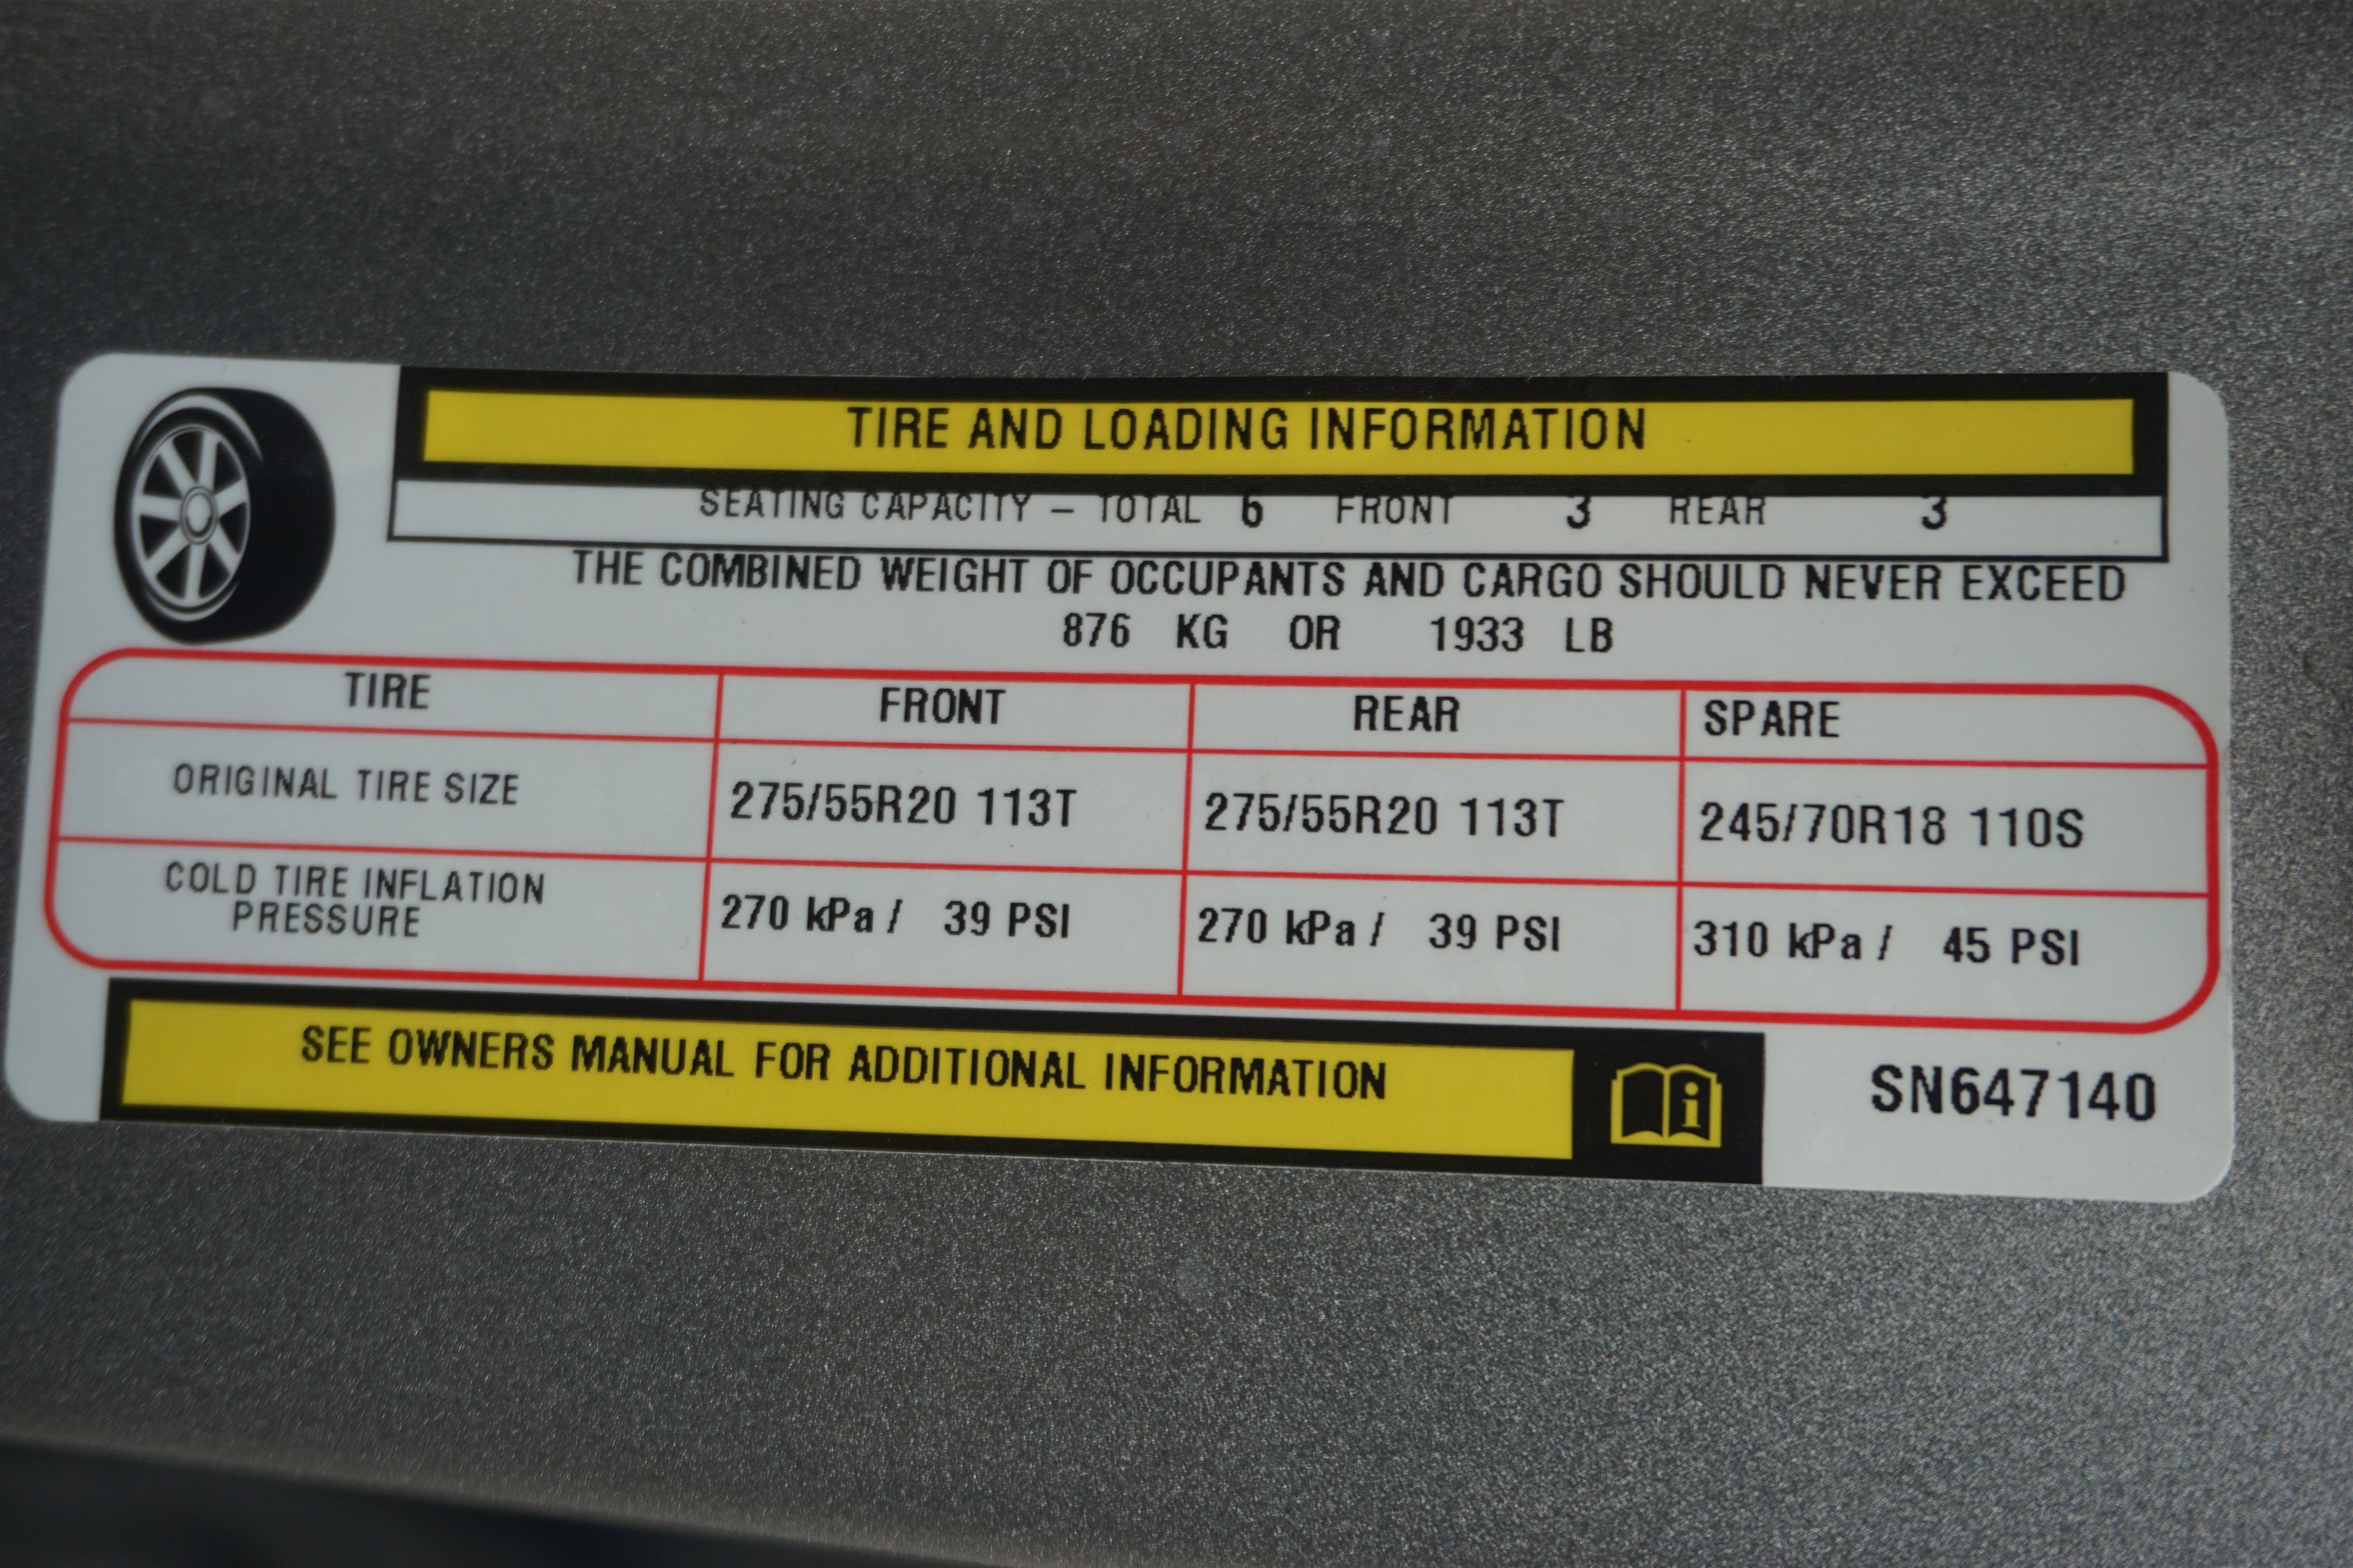 TIRE AND LOADING INFORMATION
SEATING CAPACITY – TOTAL 6 FRONT 3 REAR 3
THE COMBINED WEIGHT OF OCCUPANTS AND CARGO SHOULD NEVER EXCEED
876 KG OR 1933 LB
TIRE FRONT REAR SPARE
ORIGINAL TIRE SIZE 275/55R20 113T 275/55R20 113T 245/70R18 110S
COLD TIRE INFLATION
PRESSURE 270 kPa / 39 PSI 270 kPa / 39 PSI 310 kPa / 45 PSI
SEE OWNERS MANUAL FOR ADDITIONAL INFORMATION i
SN647140